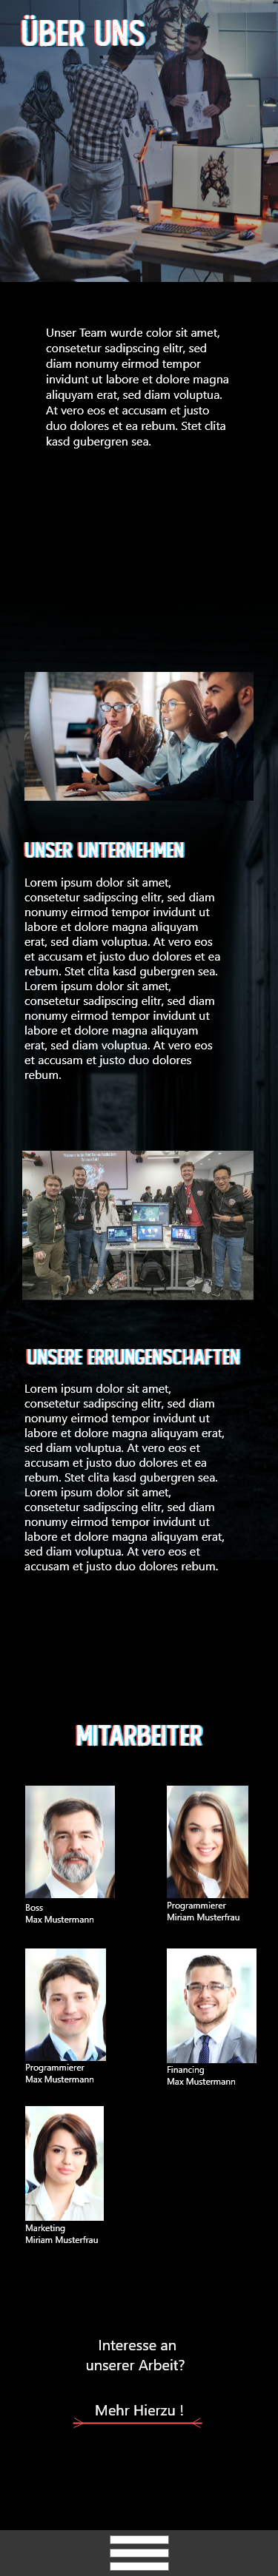 ÜBER UNS
Unser Team wurde color sit amet,
consetetur sadipscing elitr, sed
diam nonumy eirmod tempor
invidunt ut labore et dolore magna
aliquyam erat, sed diam voluptua.
At vero eos et accusam et justo
duo dolores et ea rebum. Stet clita
kasd gubergren sea.
UNSER UNTERNEHMEN
Lorem ipsum dolor sit amet,
consetetur sadipscing elitr, sed diam
nonumy eirmod tempor invidunt ut
labore et dolore magna aliquyam
erat, sed diam voluptua. At vero eos
et accusam et justo duo dolores et ea
rebum. Stet clita kasd gubergren sea.
Lorem ipsum dolor sit amet,
consetetur sadipscing elitr, sed diam
nonumy eirmod tempor invidunt ut
labore et dolore magna aliquyam
erat, sed diam voluptua. At vero eos
et accusam et justo duo dolores
rebum.
UNSERE ERRUNGENSCHAFTEN
Lorem ipsum dolor sit amet,
consetetur sadipscing elitr, sed diam
nonumy eirmod tempor invidunt ut
labore et dolore magna aliquyam erat,
sed diam voluptua. At vero eos et
accusam et justo duo dolores et ea
rebum. Stet clita kasd gubergren sea.
Lorem ipsum dolor sit amet,
consetetur sadipscing elitr, sed diam
nonumy eirmod tempor invidunt ut
labore et dolore magna aliquyam erat,
sed diam voluptua. At vero eos et
accusam et justo duo dolores rebum.
MITARBEITER
Boss
Max Mustermann
Programmierer
Miriam Musterfrau
Programmierer
Max Mustermann
Financing
Max Mustermann
Marketing
Miriam Musterfrau
Interesse an
unserer Arbeit?
Mehr Hierzu !